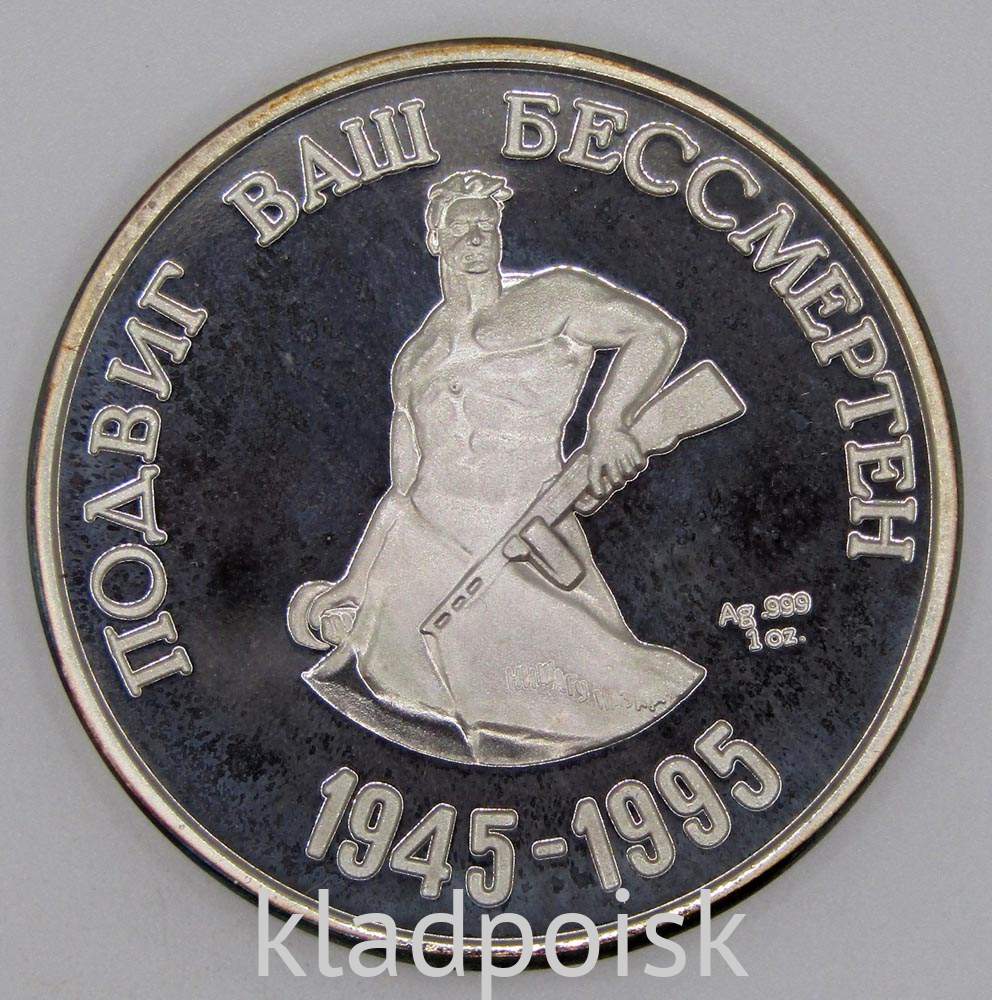 ПОДВИГ ВАШ БЕССМЕРТЕН
Ag .999
1 oz.
1945-1995
kladpoisk